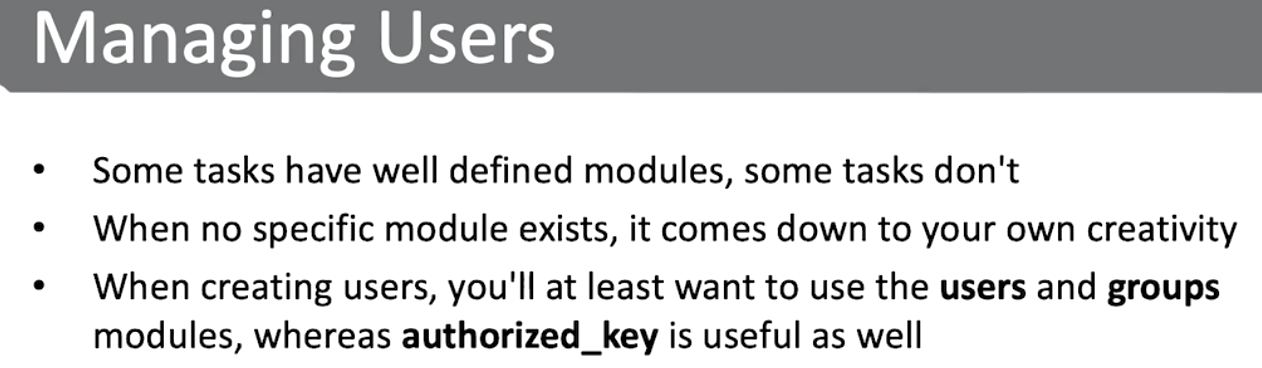 Managing Users
• Some tasks have well defined modules, some tasks don't
• When no specific module exists, it comes down to your own creativity
• When creating users, you'll at least want to use the users and groups
modules, whereas authorized_key is useful as well